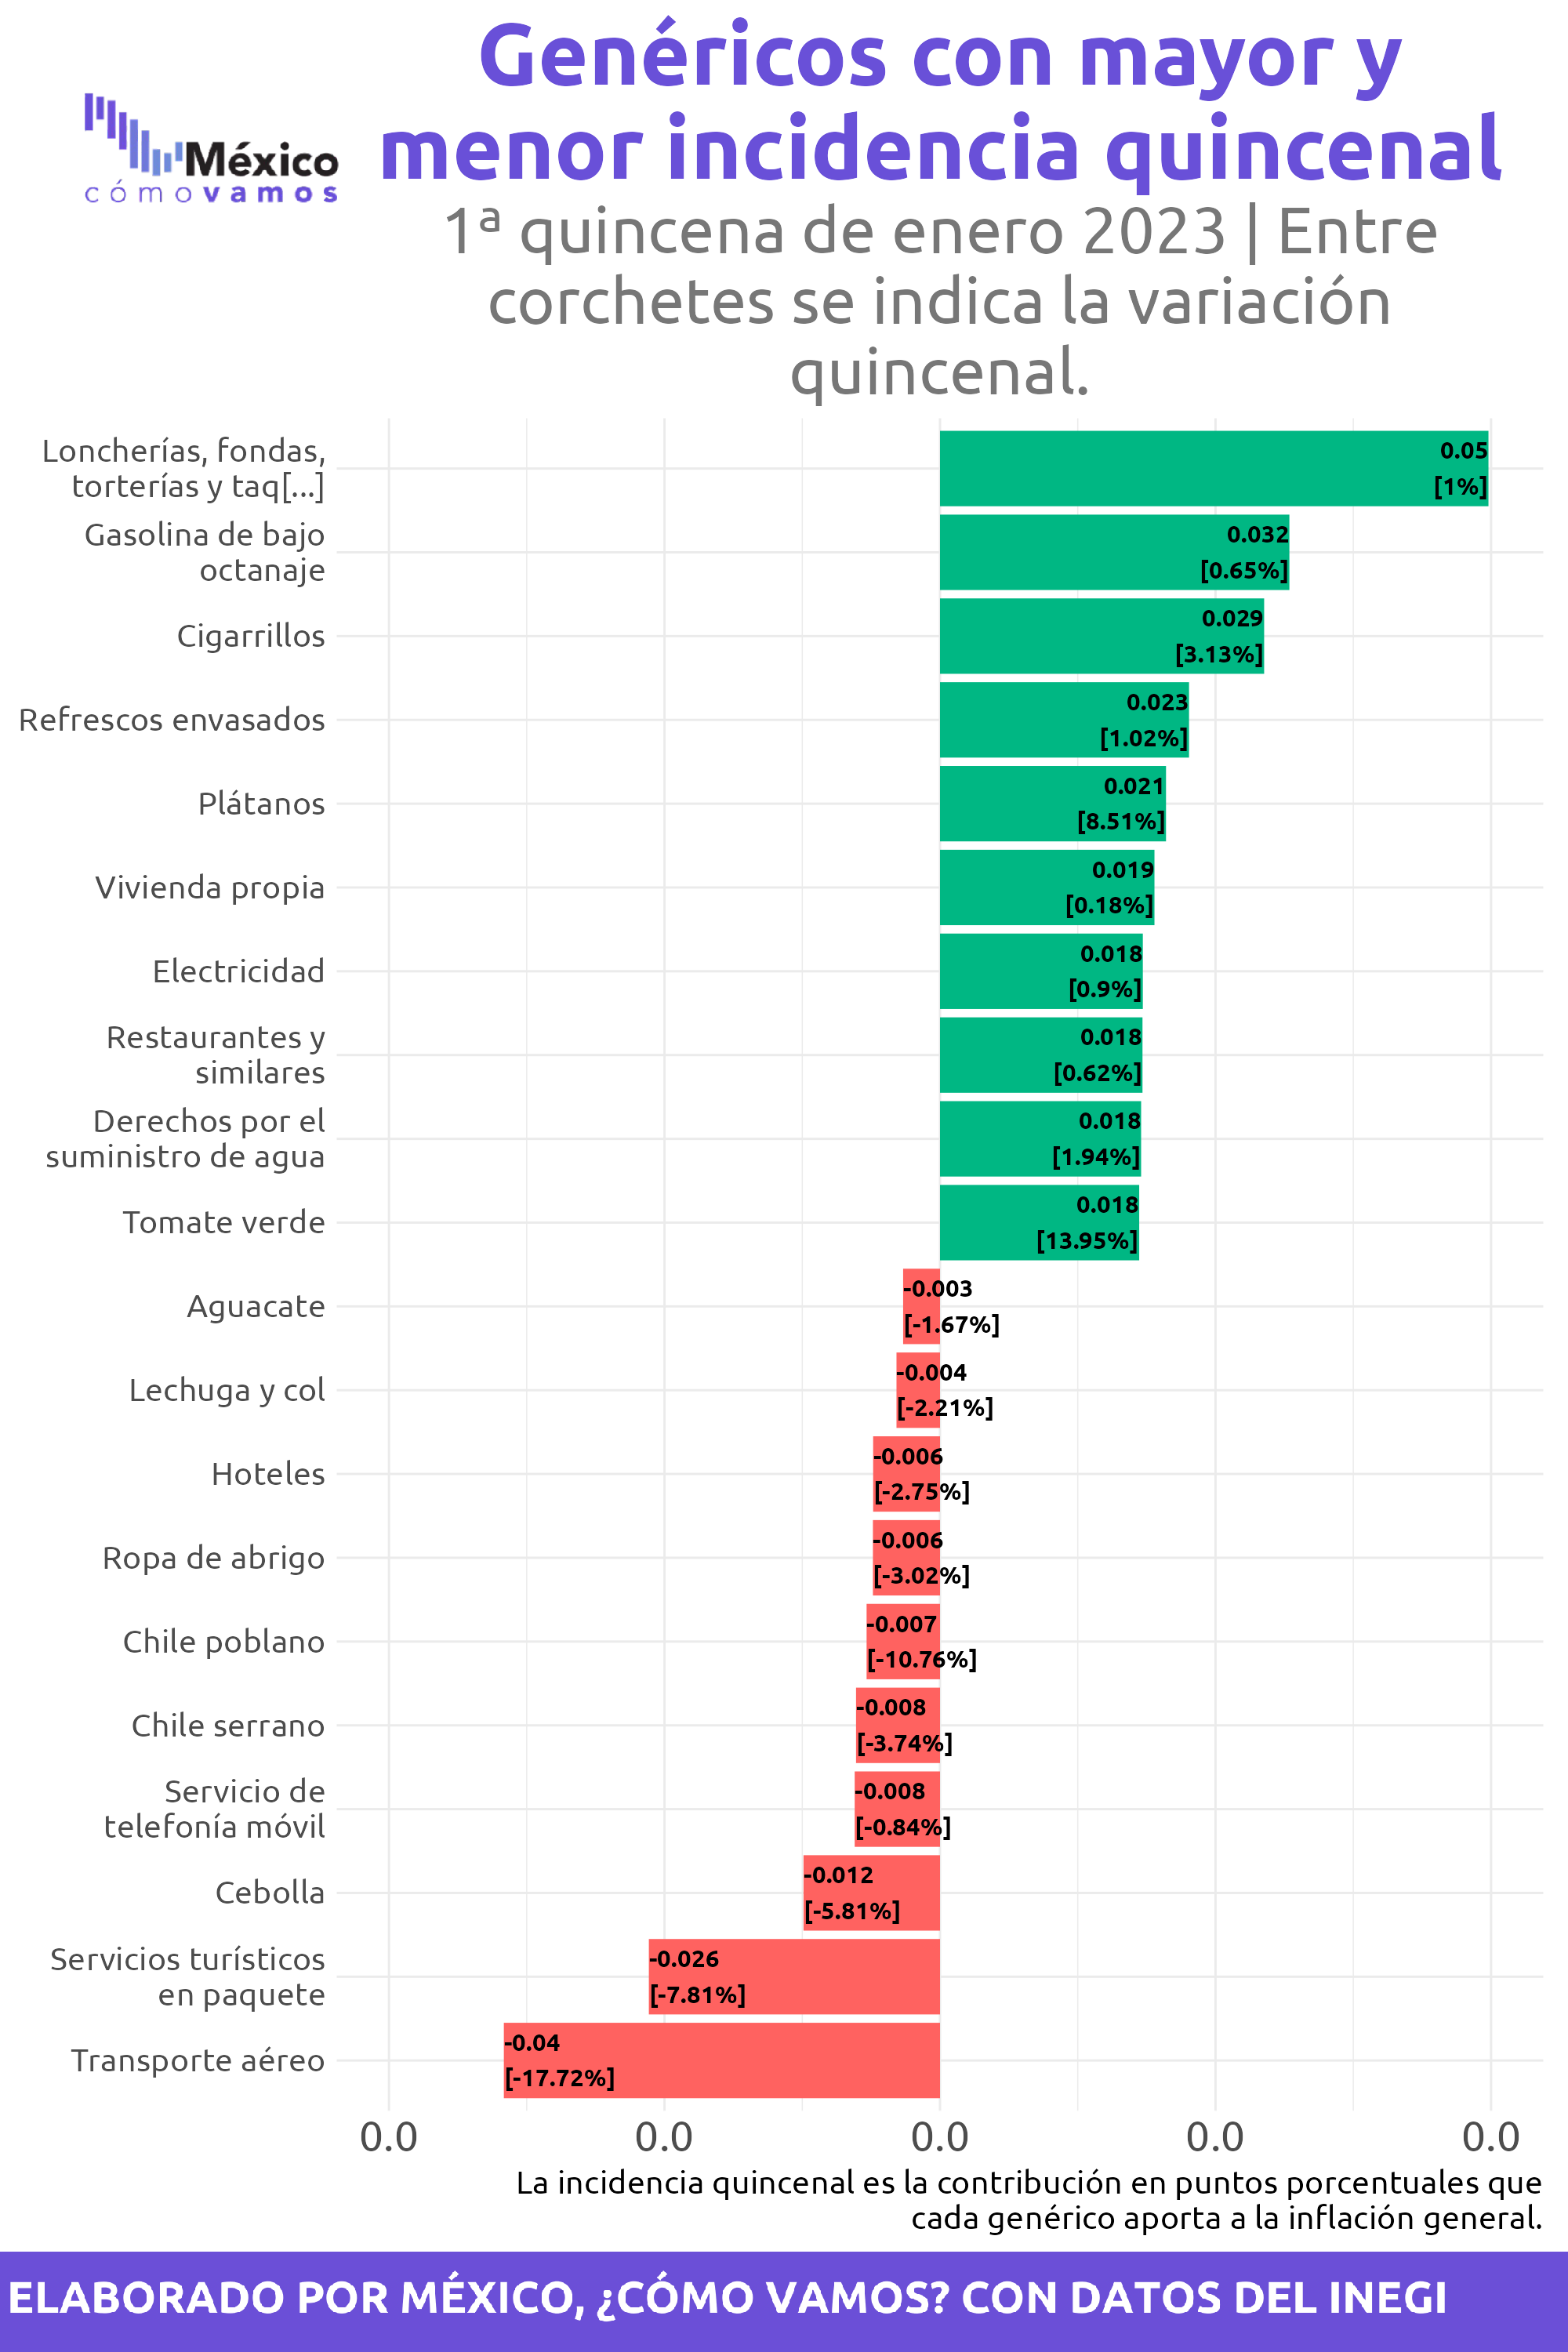 Genéricos con mayor y
menor incidencia quincenal
México
cómovamos
1ª quincena de enero 2023 | Entre
corchetes se indica la variación
quincenal.
Loncherías, fondas,
torterías y taq[...]
0.05
[1%]
Gasolina de bajo
octanaje
0.032
[0.65%]
Cigarrillos
0.029
[3.13%]
Refrescos envasados
0.023
[1.02%]
Plátanos
0.021
[8.51%]
Vivienda propia
0.019
[0.18%]
Electricidad
0.018
[0.9%]
Restaurantes y
similares
0.018
[0.62%]
Derechos por el
suministro de agua
0.018
[1.94%]
Tomate verde
0.018
[13.95%]
Aguacate
-0.003
[-1.67%]
Lechuga y col
-0.004
[-2.21%]
Hoteles
-0.006
[-2.75%]
Ropa de abrigo
-0.006
[-3.02%]
Chile poblano
-0.007
[-10.76%]
Chile serrano
-0.008
[-3.74%]
Servicio de
telefonía móvil
-0.008
[-0.84%]
Cebolla
-0.012
[-5.81%]
Servicios turísticos
en paquete
-0.026
[-7.81%]
Transporte aéreo
-0.04
[-17.72%]
0.0 0.0 0.0 0.0 0.0
La incidencia quincenal es la contribución en puntos porcentuales que
cada genérico aporta a la inflación general.
ELABORADO POR MÉXICO, ¿CÓMO VAMOS? CON DATOS DEL INEGI